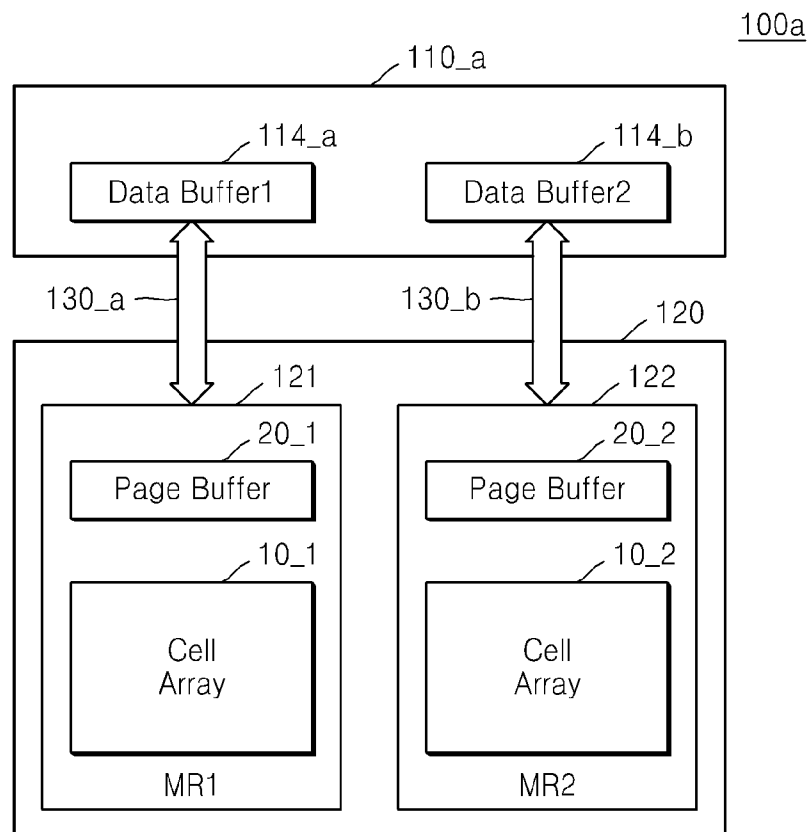 100a
110_a
114_a
114_b
Data Buffer1
Data Buffer2
130_a
130_b
120
121
122
20_1
20_2
Page Buffer
Page Buffer
10_1
10_2
Cell
Array
Cell
Array
MR1
MR2